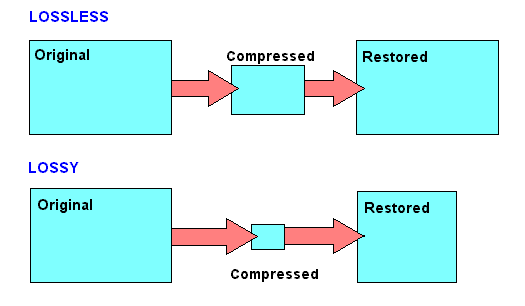 LOSSLESS
Original
Compressed
Restored
LOSSY
Original
Restored
Compressed